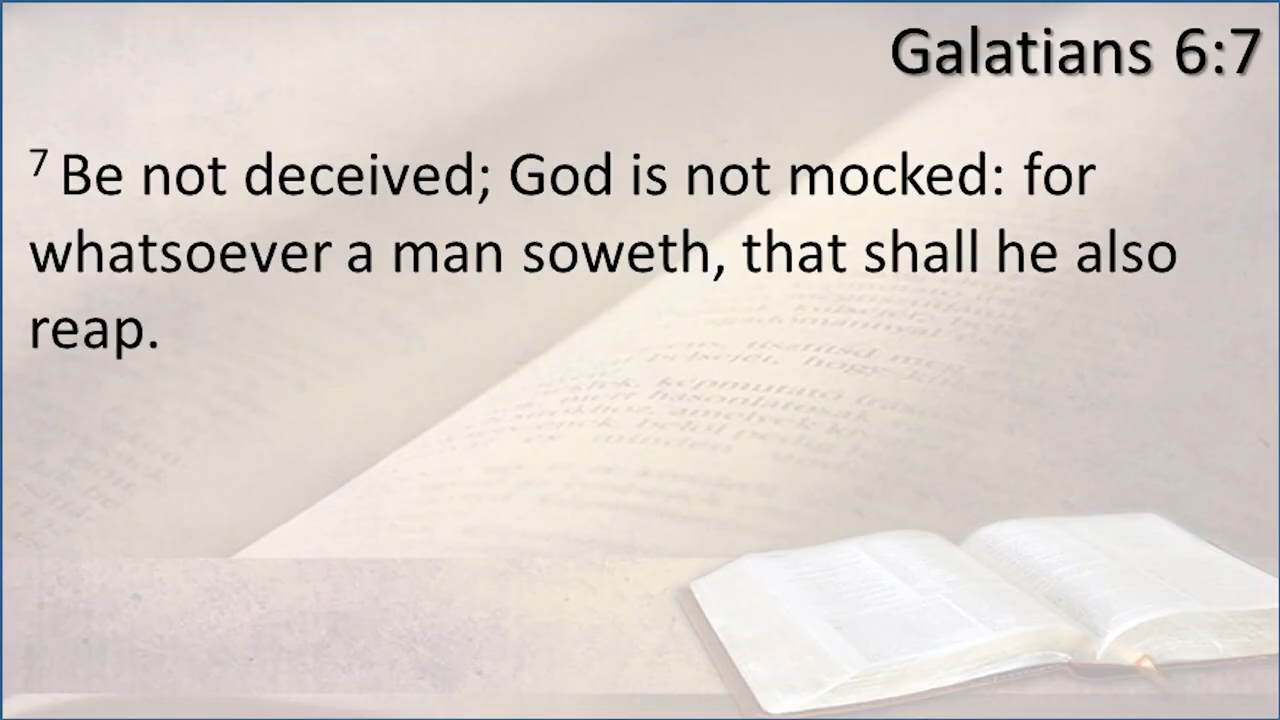 Galatians 6:7
7 Be not deceived; God is not mocked: for
whatsoever a man soweth, that shall he also
reap.